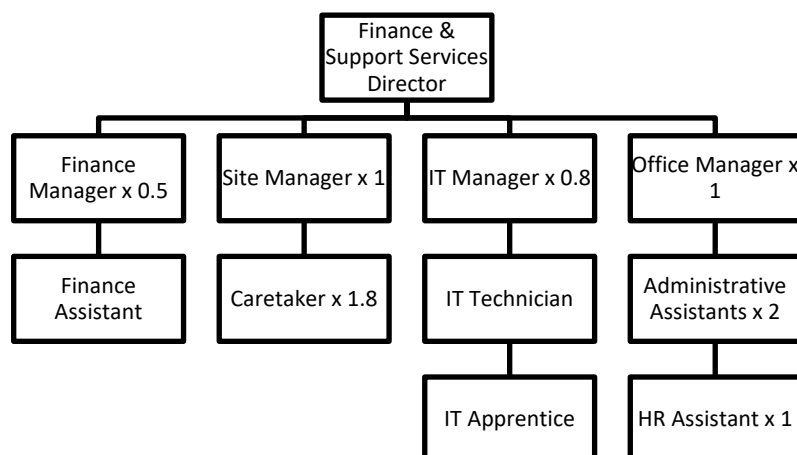 Finance &
Support Services
Director
Finance
Manager x 0.5
Site Manager x 1
IT Manager x 0.8
Office Manager x
1
Finance
Assistant
Caretaker x 1.8
IT Technician
Administrative
Assistants x 2
IT Apprentice
HR Assistant x 1